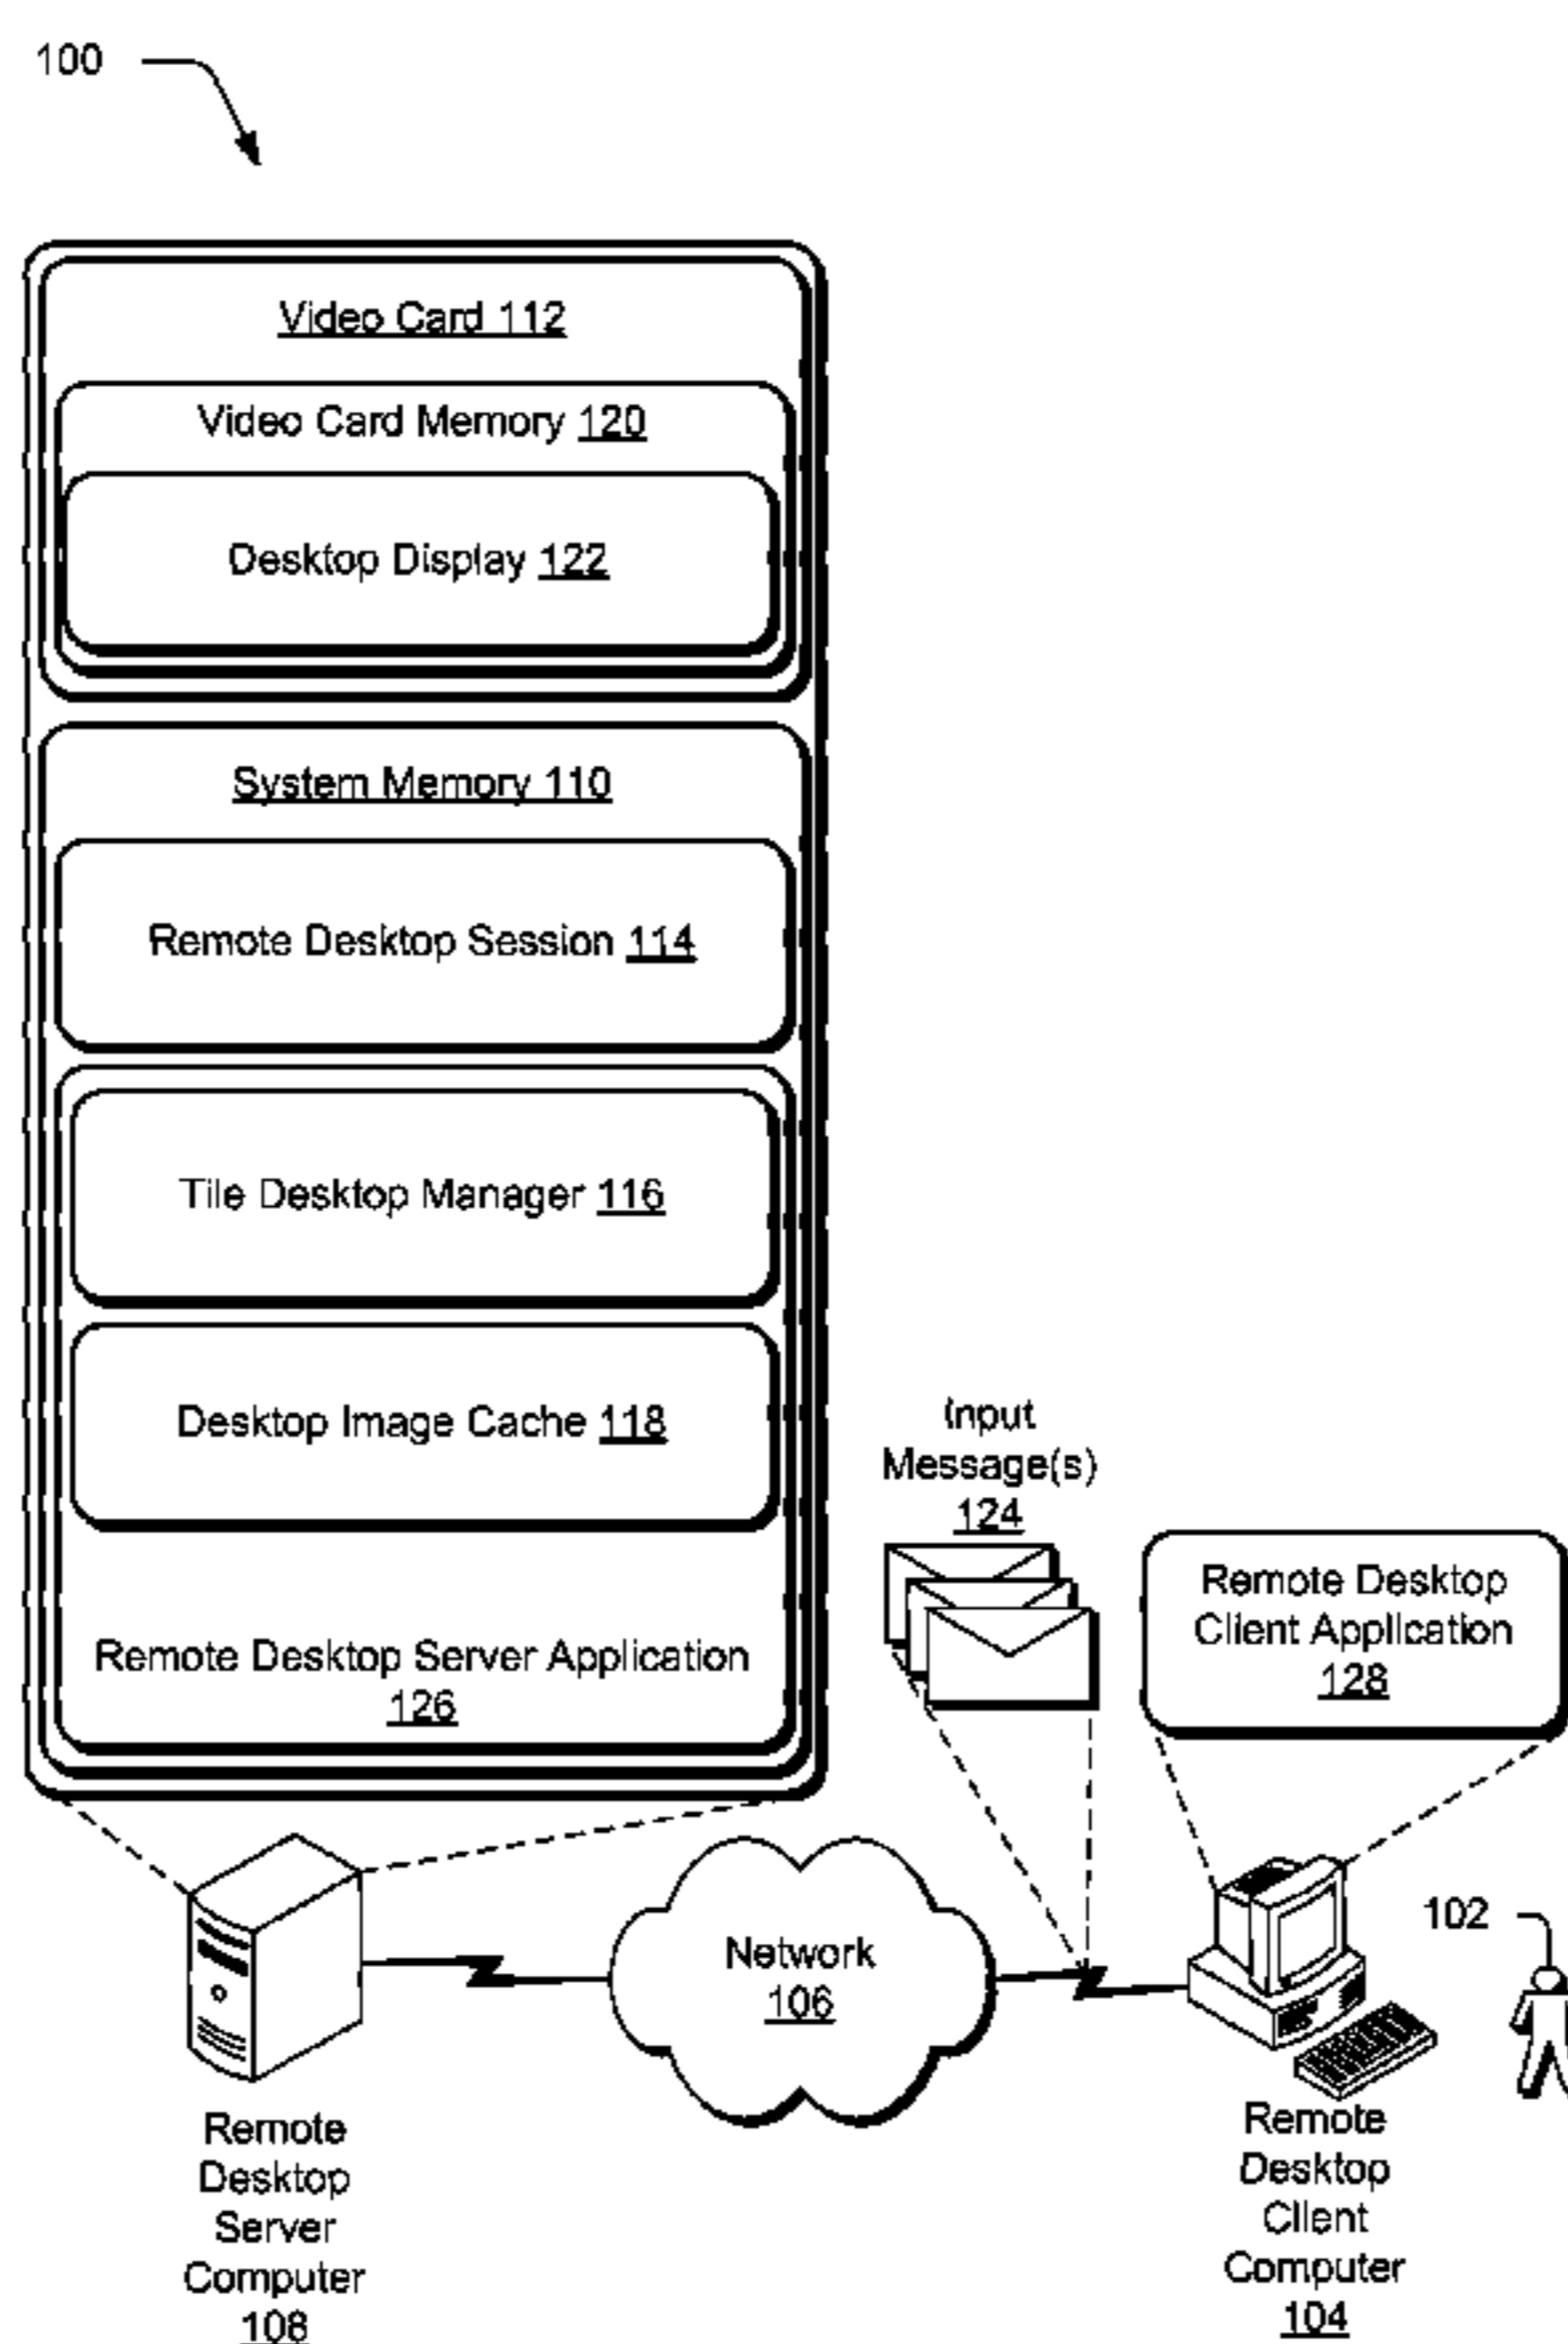 100
Video Card 112
Video Card Memory 120
Desktop Display 122
System Memory 110
Remote Desktop Session 114
Tile Desktop Manager 116
Desktop Image Cache 118
Remote Desktop Server Application
126
Input
Message(s)
124
Remote Desktop
Client Application
128
Network
106
102
Remote
Desktop
Server
Computer
108
Remote
Desktop
Client
Computer
104